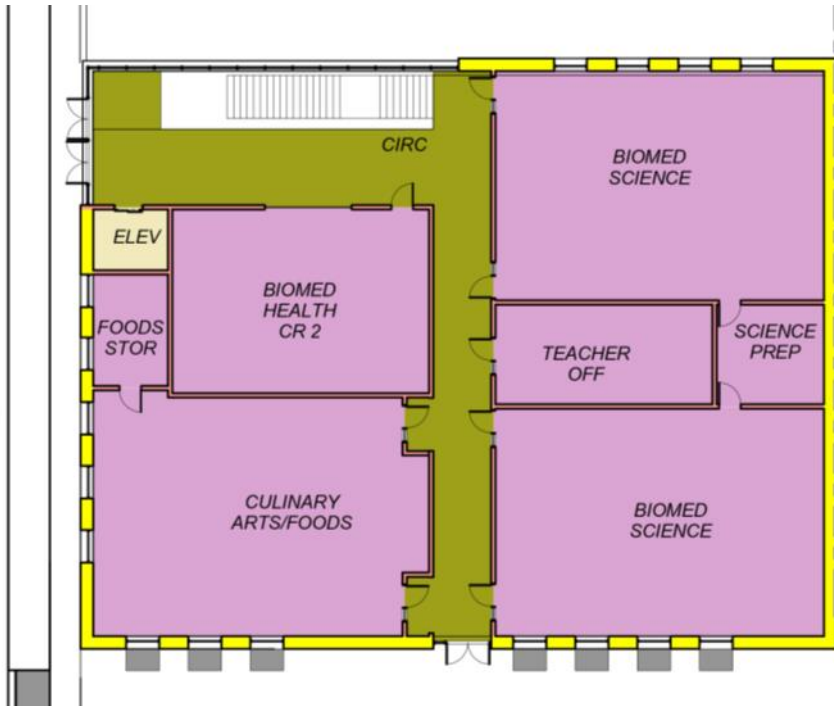 CIRC
BIOMED
SCIENCE
ELEV
BIOMED
HEALTH
CR 2
FOODS
STOR
TEACHER
OFF
SCIENCE
PREP
CULINARY
ARTS/FOODS
BIOMED
SCIENCE